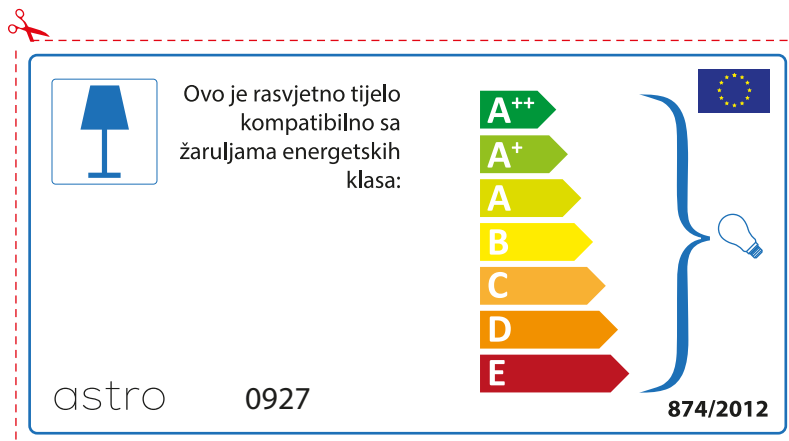 Ovo je rasvjetno tijelo
kompatibilno sa
žaruljama energetskih
klasa:
A++
A+
A
B
C
D
E
astro
0927
874/2012